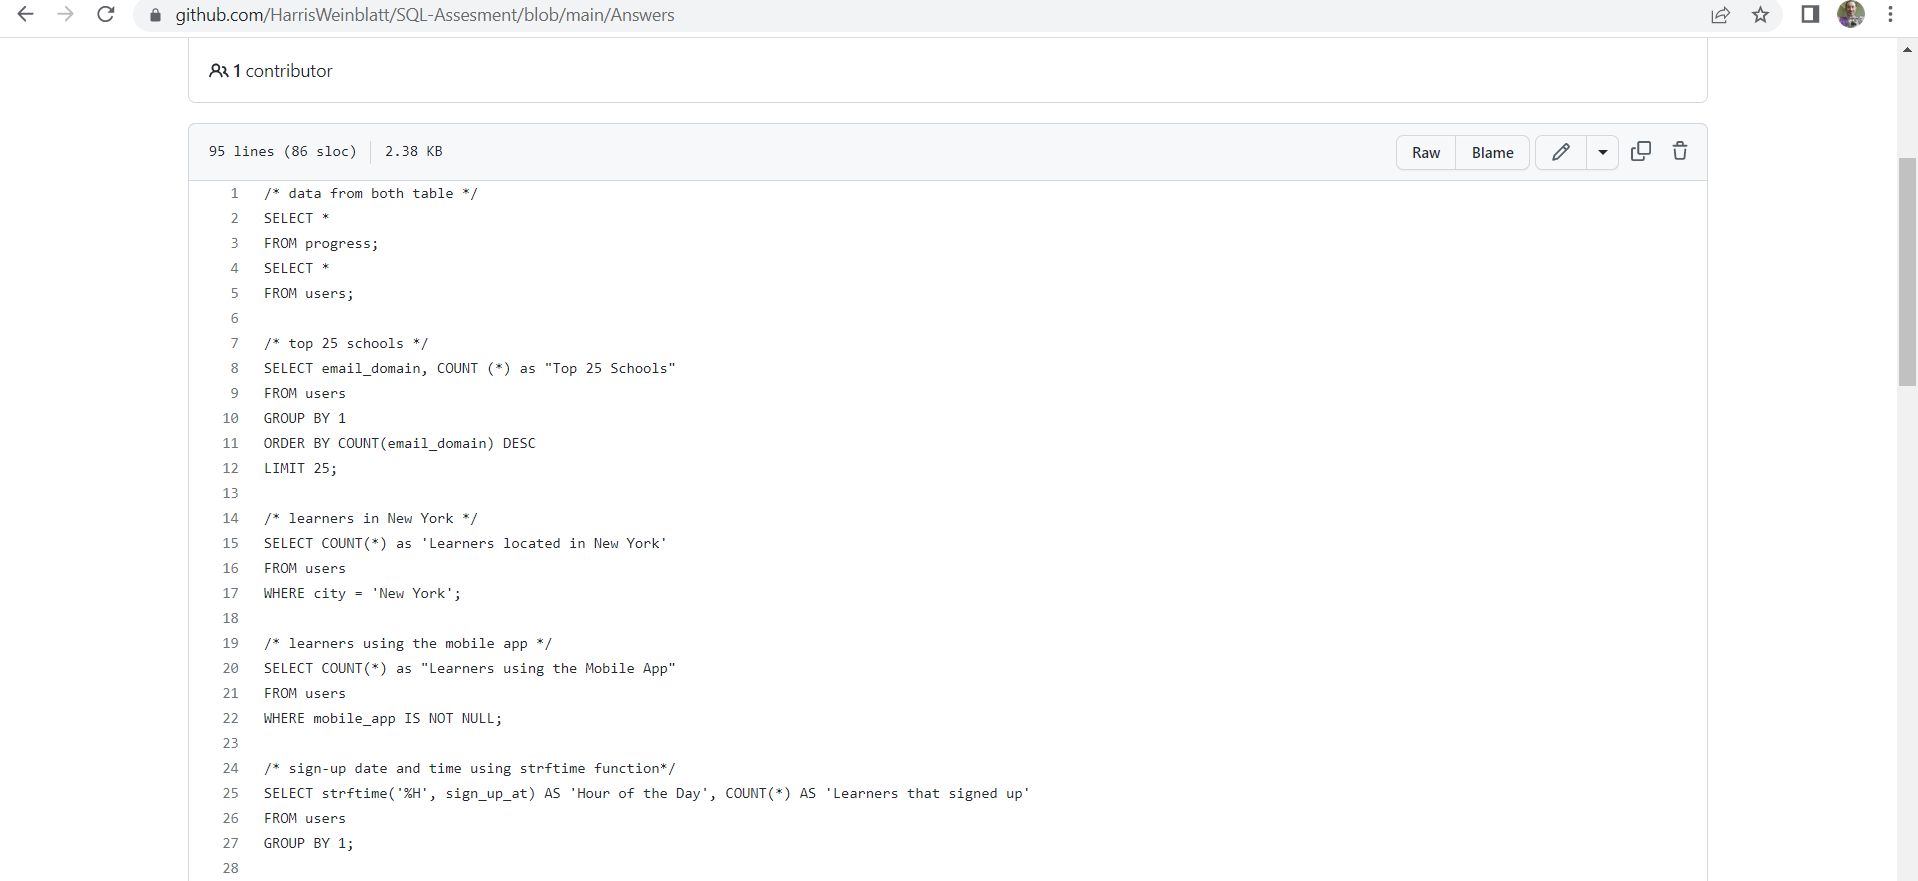 github.com/HarrisWeinblatt/SQL-Assesment/blob/main/Answers
1 contributor
95 lines (86 sloc) 2.38 KB Raw Blame
1 /* data from both table */
2 SELECT *
3 FROM progress;
4 SELECT *
5 FROM users;
6
7 /* top 25 schools */
8 SELECT email_domain, COUNT (*) as "Top 25 Schools"
9 FROM users
10 GROUP BY 1
11 ORDER BY COUNT(email_domain) DESC
12 LIMIT 25;
13
14 /* learners in New York */
15 SELECT COUNT(*) as 'Learners located in New York'
16 FROM users
17 WHERE city = 'New York';
18
19 /* learners using the mobile app */
20 SELECT COUNT(*) as "Learners using the Mobile App"
21 FROM users
22 WHERE mobile_app IS NOT NULL;
23
24 /* sign-up date and time using strftime function*/
25 SELECT strftime('%H', sign_up_at) AS 'Hour of the Day', COUNT(*) AS 'Learners that signed up'
26 FROM users
27 GROUP BY 1;
28